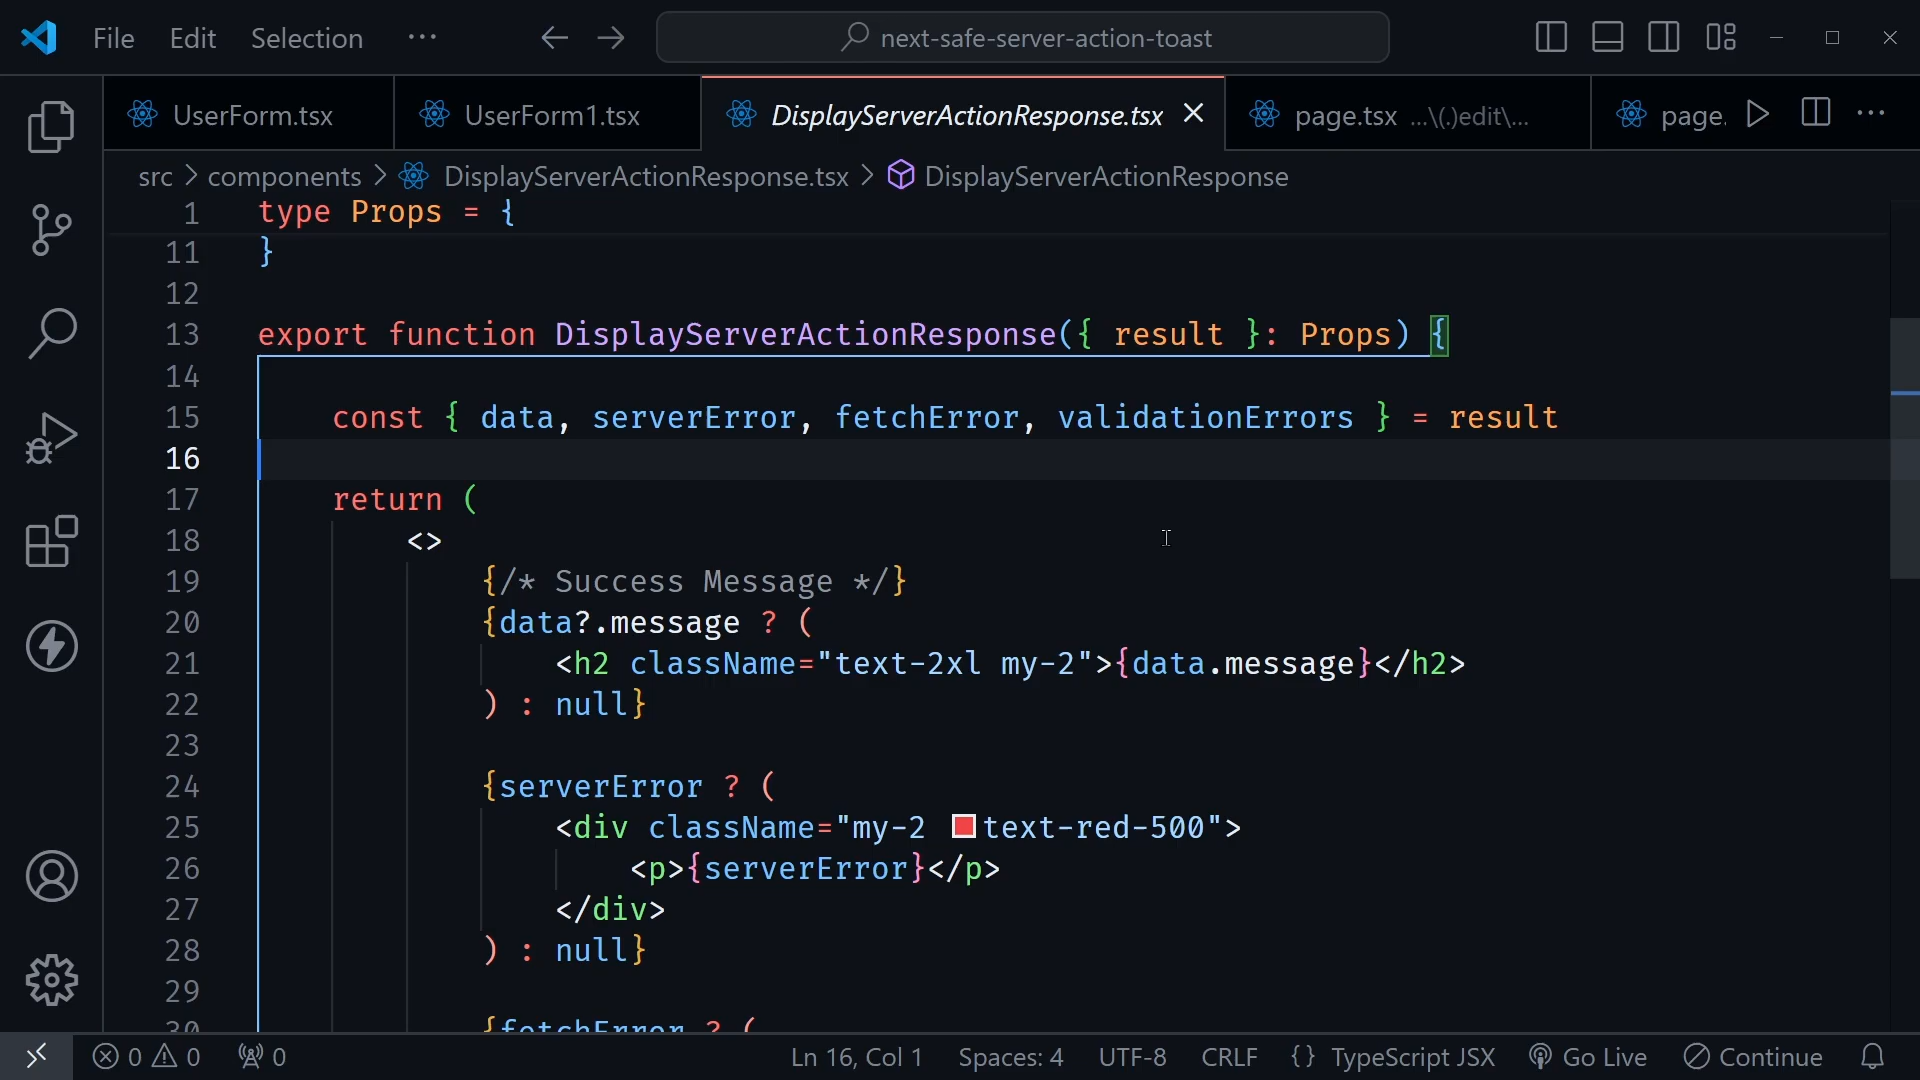 File Edit Selection ··· next-safe-server-action-toast
UserForm.tsx UserForm1.tsx DisplayServerActionResponse.tsx page.tsx ...\(.)edit\... page.
src > components > DisplayServerActionResponse.tsx > DisplayServerActionResponse
1 type Props = {
11 }
12
13 export function DisplayServerActionResponse({ result }: Props) {
14
15 const { data, serverError, fetchError, validationErrors } = result
16
17 return (
18 <>
19 {/* Success Message */}
20 {data?.message ? (
21 <h2 className="text-2xl my-2">{data.message}</h2>
22 ) : null}
23
24 {serverError ? (
25 <div className="my-2 text-red-500">
26 <p>{serverError}</p>
27 </div>
28 ) : null}
29
30 {fetchError ? (
0 0 0 Ln 16, Col 1 Spaces: 4 UTF-8 CRLF {} TypeScript JSX Go Live Continue